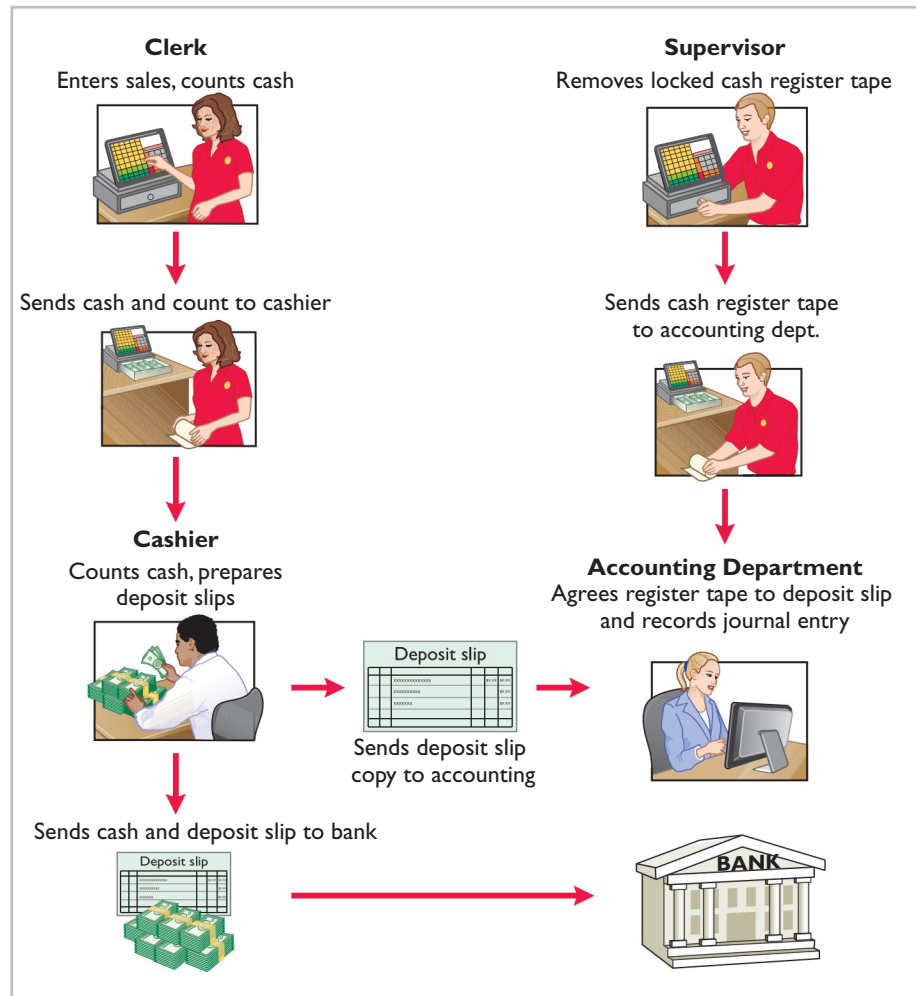 Clerk
Enters sales, counts cash
Supervisor
Removes locked cash register tape
Sends cash and count to cashier
Sends cash register tape
to accounting dept.
Cashier
Counts cash, prepares
deposit slips
Accounting Department
Agrees register tape to deposit slip
and records journal entry
Deposit slip
Sends deposit slip
copy to accounting
Sends cash and deposit slip to bank
Deposit slip
BANK